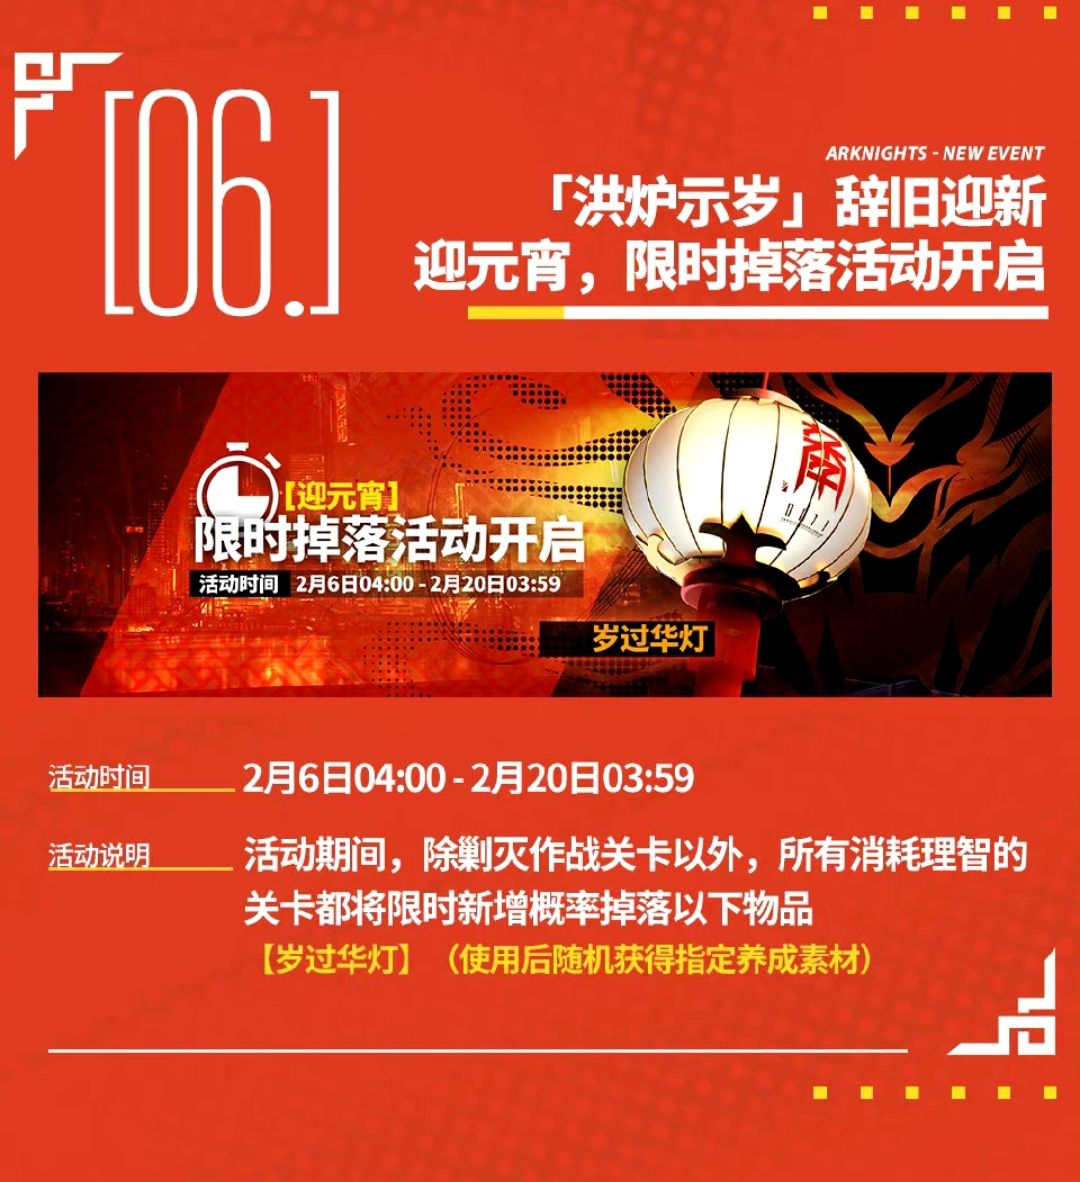 [06.]
ARKNIGHTS - NEW EVENT
「洪炉示岁」辞旧迎新
迎元宵，限时掉落活动开启
【迎元宵】
限时掉落活动开启
活动时间 2月6日04:00 - 2月20日03:59
岁过华灯
活动时间 2月6日04:00 - 2月20日03:59
活动说明 活动期间，除剿灭作战关卡以外，所有消耗理智的
关卡都将限时新增概率掉落以下物品
【岁过华灯】（使用后随机获得指定养成素材）